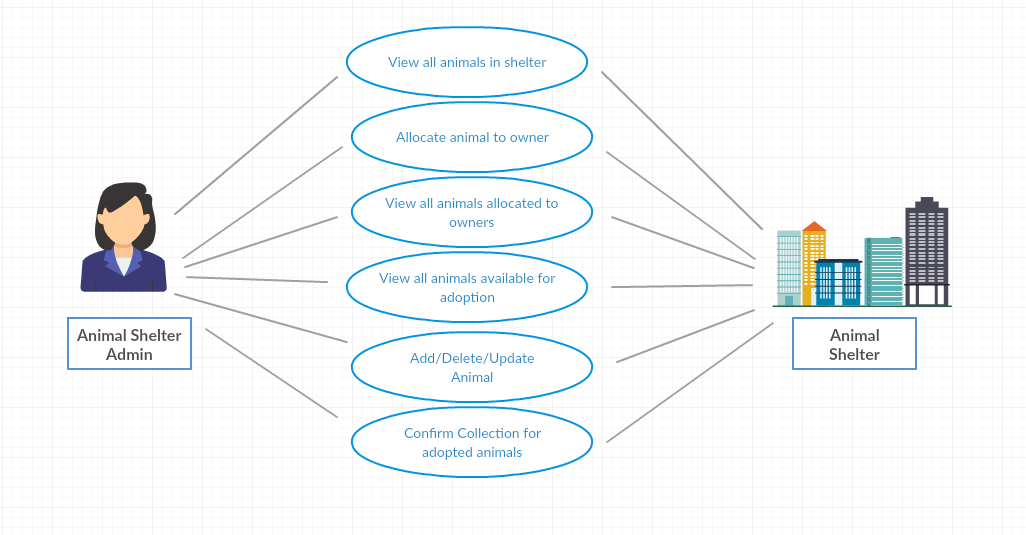 View all animals in shelter
Allocate animal to owner
View all animals allocated to
owners
View all animals available for
adoption
Add/Delete/Update
Animal
Confirm Collection for
adopted animals
Animal Shelter
Admin
Animal
Shelter